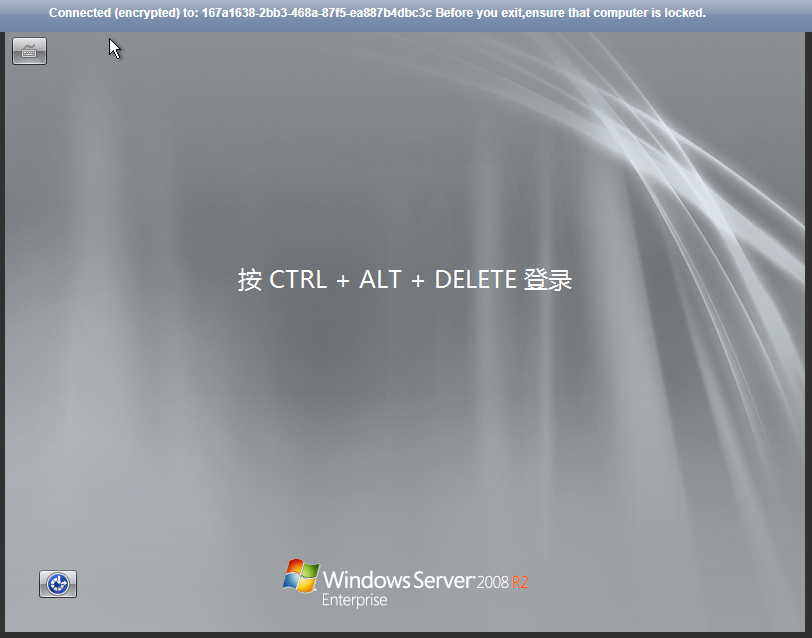 Connected (encrypted) to: 167a1638-2bb3-468a-87f5-ea887b4dbc3c Before you exit,ensure that computer is locked.
按 CTRL + ALT + DELETE 登录
Windows Server 2008 R2
Enterprise